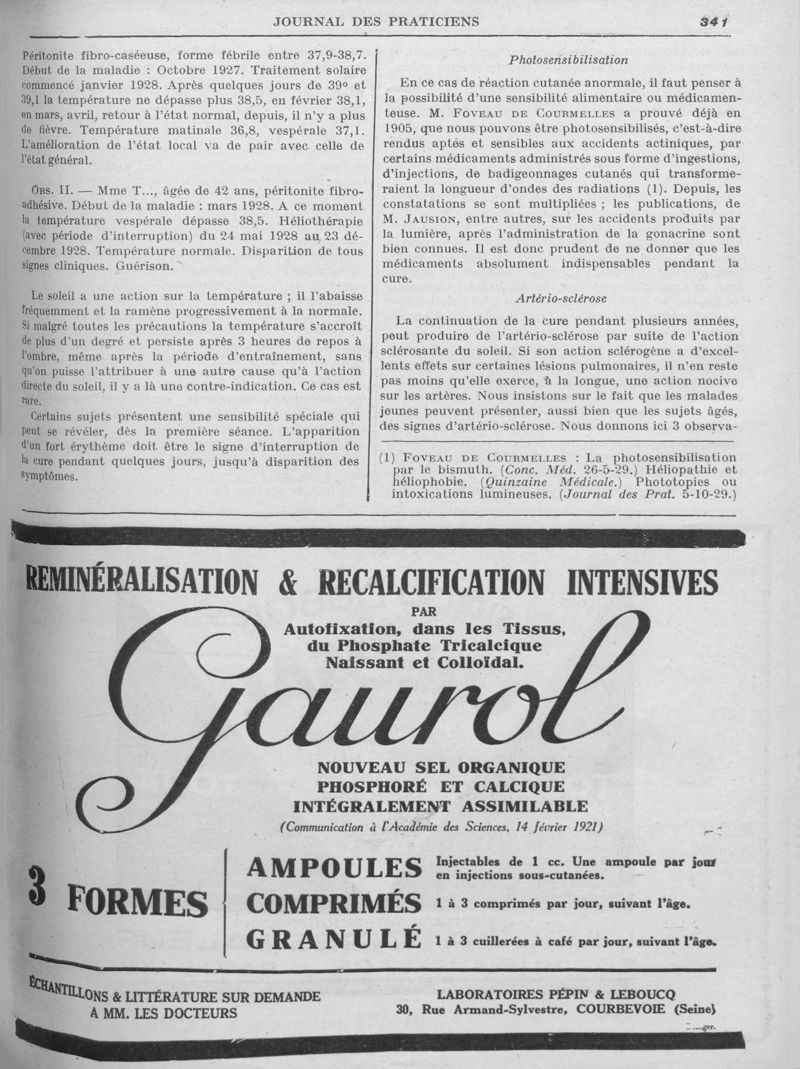 JOURNAL DES PRATICIENS 341
Péritonite fibro-caséeuse, forme fébrile entre 37,9-38,7.
Début de la maladie : Octobre 1927. Traitement solaire
commencé janvier 1928. Après quelques jours de 39° et
39,1 la température ne dépasse plus 38,5, en février 38,1,
en mars, avril, retour à l'état normal, depuis, il n'y a plus
de fièvre. Température matinale 36,8, vespérale 37,1.
L'amélioration de l'état local va de pair avec celle de
l'état général.
OBS. II. — Mme T..., âgée de 42 ans, péritonite fibro-
adhésive. Début de la maladie : mars 1928. A ce moment
la température vespérale dépasse 38,5. Héliothérapie
(avec période d'interruption) du 24 mai 1928 au 23 dé-
cembre 1928. Température normale. Disparition de tous
signes cliniques. Guérison.
Le soleil a une action sur la température ; il l'abaisse
fréquemment et la ramène progressivement à la normale.
Si malgré toutes les précautions la température s'accroît
de plus d'un degré et persiste après 3 heures de repos à
l'ombre, même après la période d'entraînement, sans
qu'on puisse l'attribuer à une autre cause qu'à l'action
directe du soleil, il y a là une contre-indication. Ce cas est
rare.
Certains sujets présentent une sensibilité spéciale qui
peut se révéler, dès la première séance. L'apparition
d'un fort érythème doit être le signe d'interruption de
la cure pendant quelques jours, jusqu'à disparition des
symptômes.
Photosensibilisation
En ce cas de réaction cutanée anormale, il faut penser à
la possibilité d'une sensibilité alimentaire ou médicamen-
teuse. M. FOVEAU DE COURMELLES a prouvé déjà en
1905, que nous pouvons être photosensibilisés, c'est-à-dire
rendus aptes et sensibles aux accidents actiniques, par
certains médicaments administrés sous forme d'ingestions,
d'injections, de badigeonnages cutanés qui transforme-
raient la longueur d'ondes des radiations (1). Depuis, les
constatations se sont multipliées ; les publications, de
M. JAUSION, entre autres, sur les accidents produits par
la lumière, après l'administration de la gonacrine sont
bien connues. Il est donc prudent de ne donner que les
médicaments absolument indispensables pendant la
cure.
Artério-sclérose
La continuation de la cure pendant plusieurs années,
peut produire de l'artério-sclérose par suite de l'action
sclérosante du soleil. Si son action sclérogène a d'excel-
lents effets sur certaines lésions pulmonaires, il n'en reste
pas moins qu'elle exerce, à la longue, une action nocive
sur les artères. Nous insistons sur le fait que les malades
jeunes peuvent présenter, aussi bien que les sujets âgés,
des signes d'artério-sclérose. Nous donnons ici 3 observa-
(1) FOVEAU DE COURMELLES : La photosensibilisation
par le bismuth. (Conc. Méd. 26-5-29.) Héliopathie et
héliophobie. (Quinzaine Médicale.) Phototopies ou
intoxications lumineuses. (Journal des Prat. 5-10-29.)
REMINÉRALISATION & RECALCIFICATION INTENSIVES
PAR
Autofixation, dans les Tissus,
du Phosphate Tricalcique
Naissant et Colloïdal.
Gaurol
NOUVEAU SEL ORGANIQUE
PHOSPHORÉ ET CALCIQUE
INTÉGRALEMENT ASSIMILABLE
(Communication à l'Académie des Sciences, 14 février 1921)
3 FORMES
AMPOULES Injectables de 1 cc. Une ampoule par jour
en injections sous-cutanées.
COMPRIMÉS 1 à 3 comprimés par jour, suivant l'âge.
GRANULÉ 1 à 3 cuillerées à café par jour, suivant l'âge.
ÉCHANTILLONS & LITTÉRATURE SUR DEMANDE
A MM. LES DOCTEURS
LABORATOIRES PÉPIN & LEBOUCQ
30, Rue Armand-Sylvestre, COURBEVOIE (Seine)